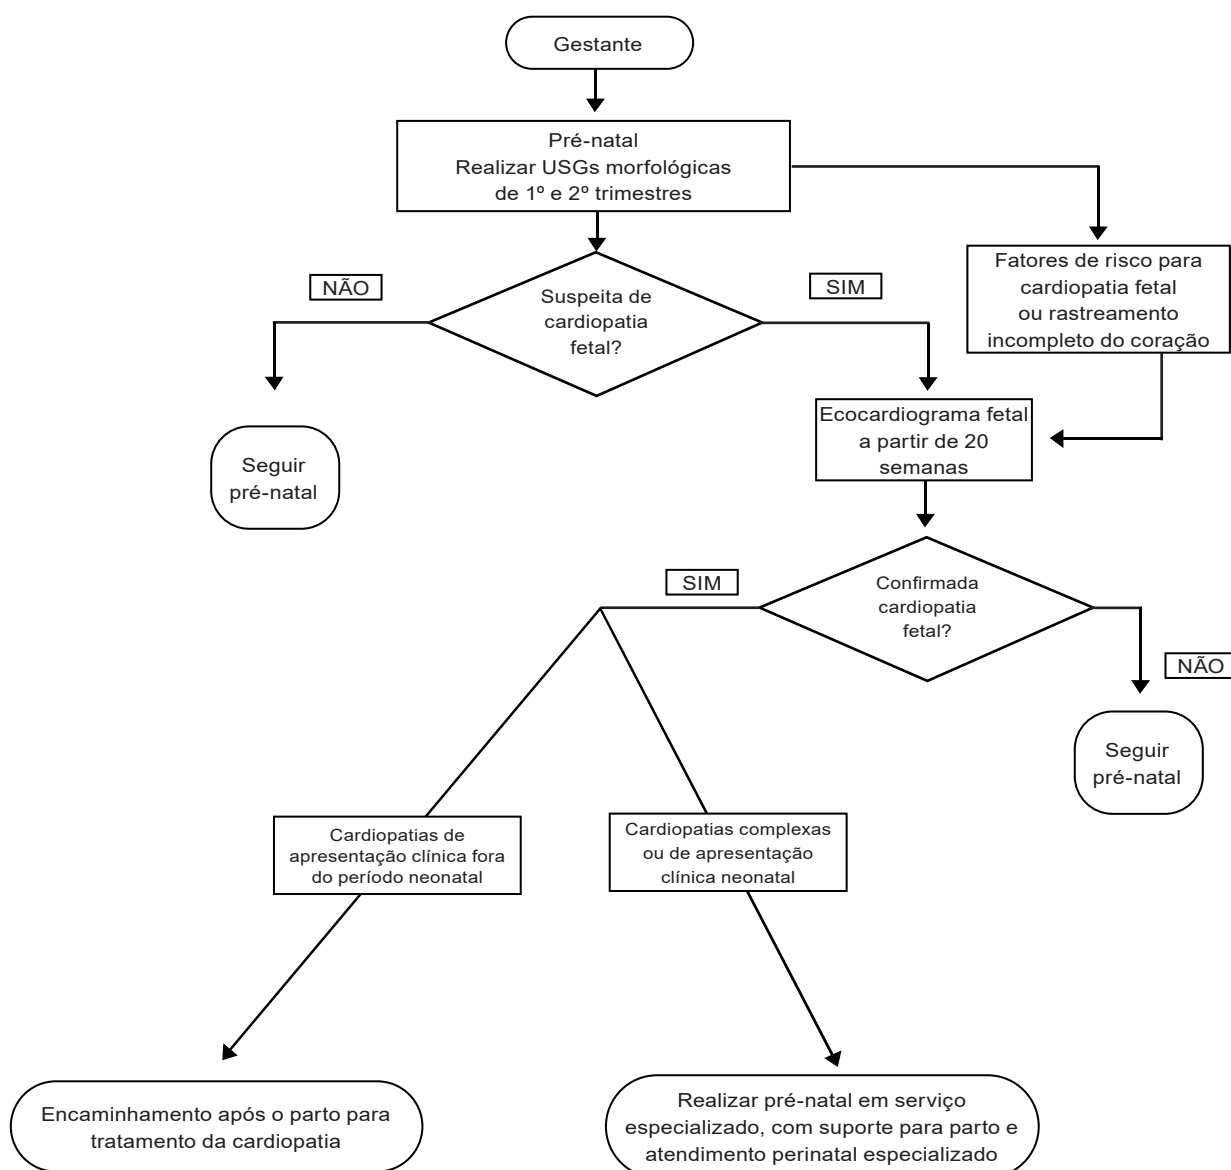 Gestante
Pré-natal
Realizar USGs morfológicas
de 1º e 2º trimestres
NÃO
Suspeita de
cardiopatia
fetal?
SIM
Fatores de risco para
cardiopatia fetal
ou rastreamento
incompleto do coração
Seguir
pré-natal
Ecocardiograma fetal
a partir de 20
semanas
SIM
Confirmada
cardiopatia
fetal?
NÃO
Seguir
pré-natal
Cardiopatias de
apresentação clínica fora
do período neonatal
Cardiopatias complexas
ou de apresentação
clínica neonatal
Encaminhamento após o parto para
tratamento da cardiopatia
Realizar pré-natal em serviço
especializado, com suporte para parto e
atendimento perinatal especializado